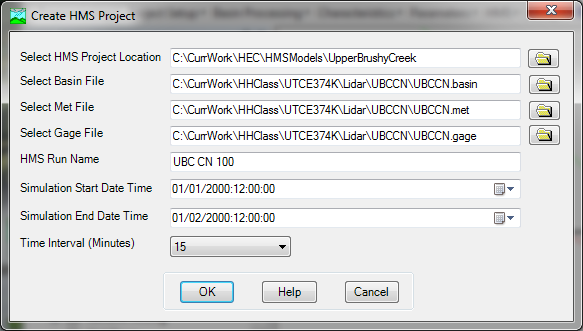 Create HMS Project
Select HMS Project Location C:\CurrWork\HEC\HMSModels\UpperBrushyCreek
Select Basin File C:\CurrWork\HHClass\UTCE374K\Lidar\UBCCN\UBCCN.basin
Select Met File C:\CurrWork\HHClass\UTCE374K\Lidar\UBCCN\UBCCN.met
Select Gage File C:\CurrWork\HHClass\UTCE374K\Lidar\UBCCN\UBCCN.gage
HMS Run Name UBC CN 100
Simulation Start Date Time 01/01/2000:12:00:00
Simulation End Date Time 01/02/2000:12:00:00
Time Interval (Minutes) 15
OK Help Cancel